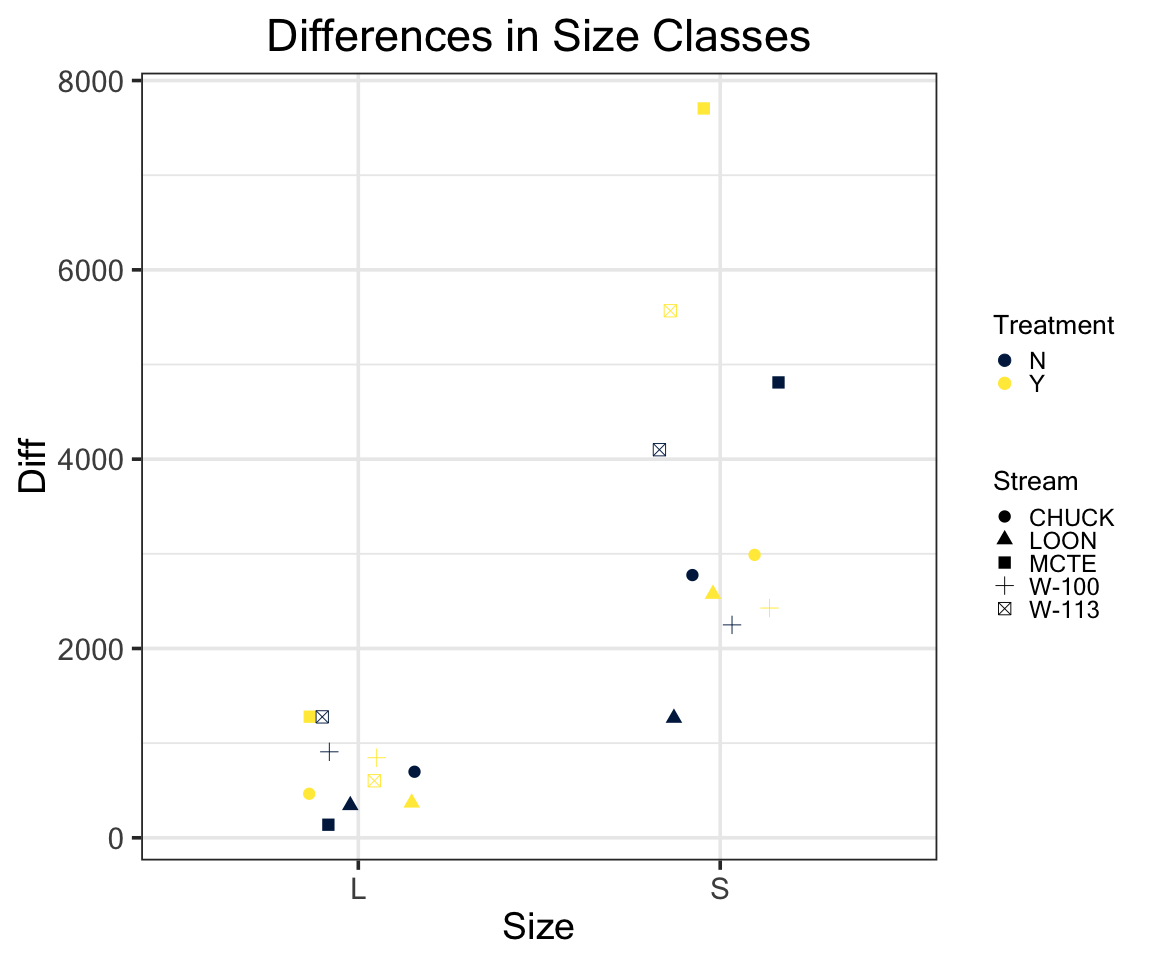 Differences in Size Classes
8000
6000
4000
2000
0
Diff
L
S
Size
Treatment
N
Y
Stream
CHUCK
LOON
MCTE
W-100
W-113